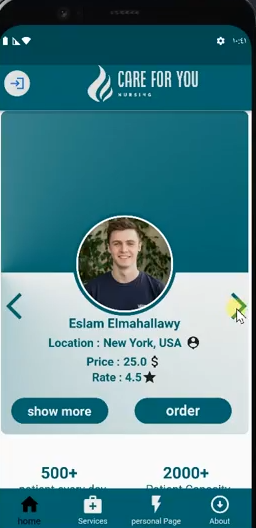 ١٠:٤١
CARE FOR YOU
NURSING
Eslam Elmahallawy
Location : New York, USA
Price : 25.0 $
Rate : 4.5
show more
order
500+
2000+
patient every day
Patient Capacity
home
Services
personal Page
About